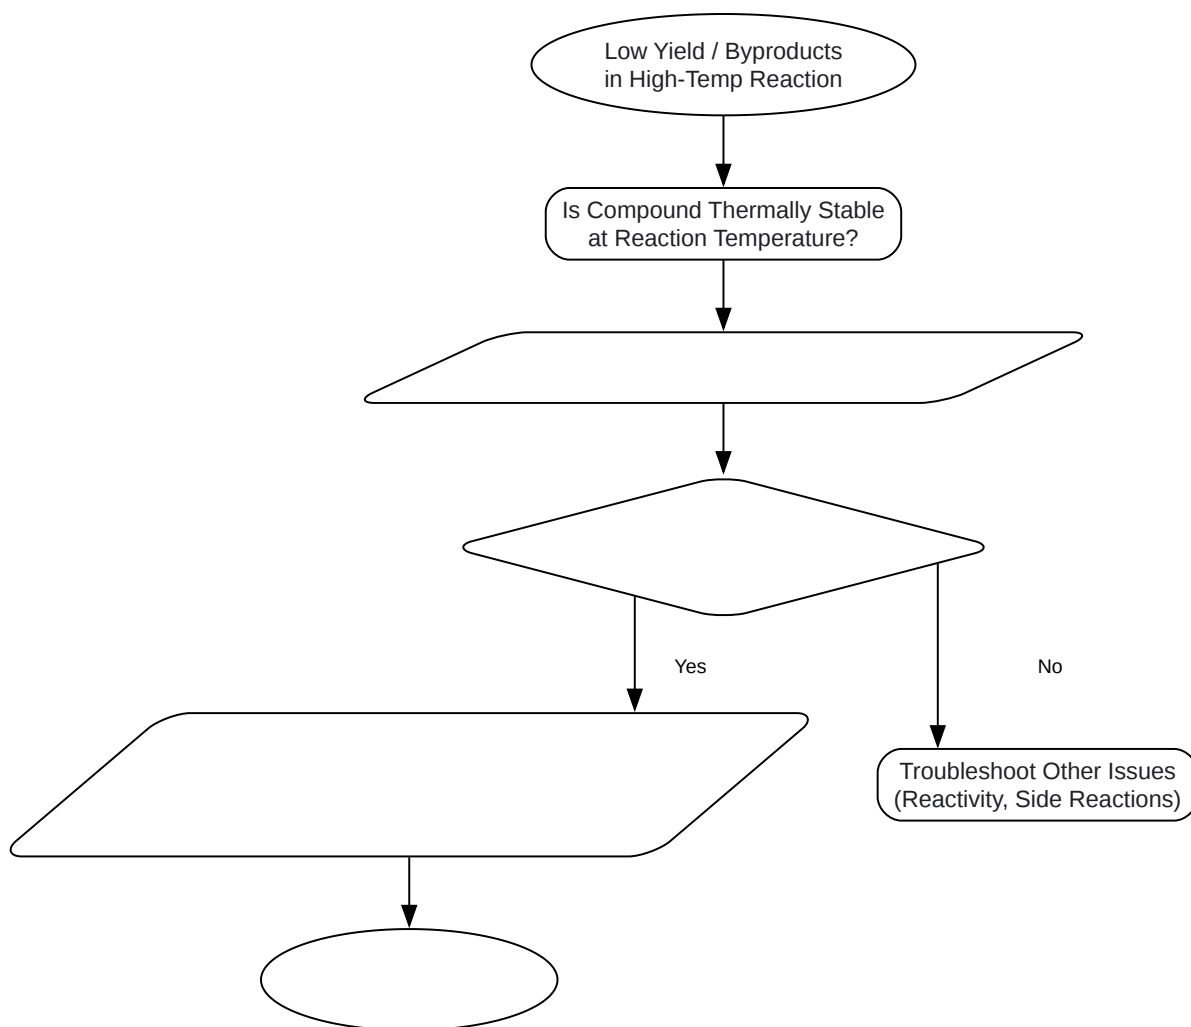 Low Yield / Byproducts
in High-Temp Reaction
Is Compound Thermally Stable
at Reaction Temperature?
Yes
No
Troubleshoot Other Issues
(Reactivity, Side Reactions)